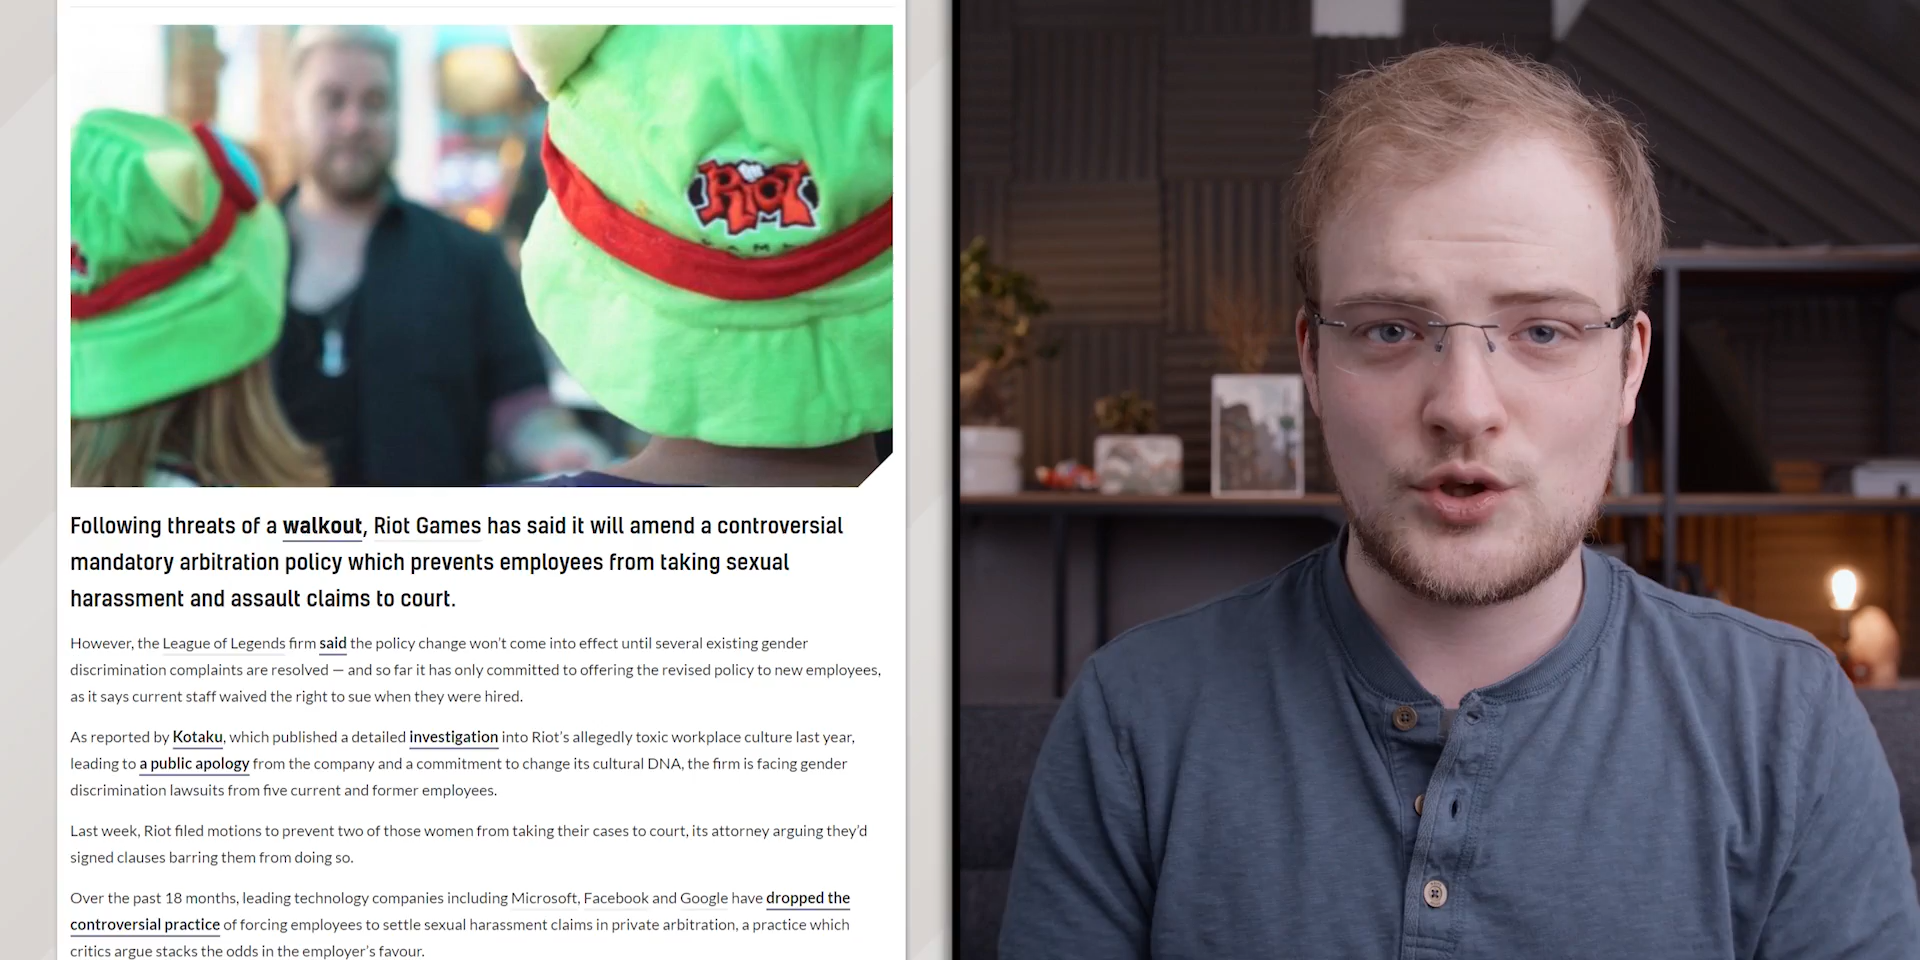 RIOT
GAMES
Following threats of a walkout, Riot Games has said it will amend a controversial
mandatory arbitration policy which prevents employees from taking sexual
harassment and assault claims to court.
However, the League of Legends firm said the policy change won’t come into effect until several existing gender
discrimination complaints are resolved — and so far it has only committed to offering the revised policy to new employees,
as it says current staff waived the right to sue when they were hired.
As reported by Kotaku, which published a detailed investigation into Riot’s allegedly toxic workplace culture last year,
leading to a public apology from the company and a commitment to change its cultural DNA, the firm is facing gender
discrimination lawsuits from five current and former employees.
Last week, Riot filed motions to prevent two of those women from taking their cases to court, its attorney arguing they’d
signed clauses barring them from doing so.
Over the past 18 months, leading technology companies including Microsoft, Facebook and Google have dropped the
controversial practice of forcing employees to settle sexual harassment claims in private arbitration, a practice which
critics argue stacks the odds in the employer’s favour.